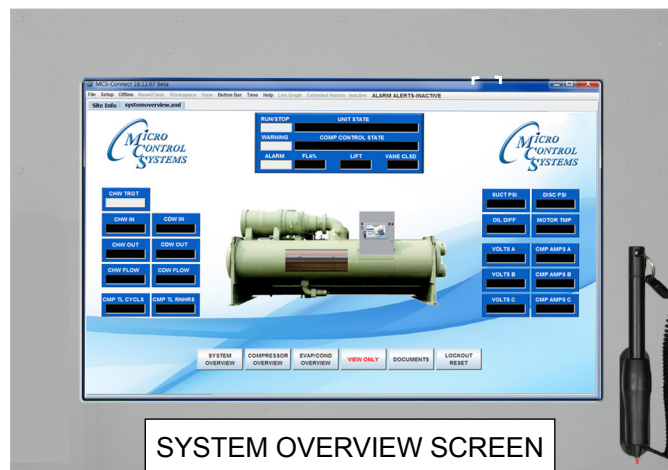 MCS-Connect 18.12.07 Beta
File Setup Offline Reset/Clear Workspace View Button Bar Time Help Live Graph Extended History - Inactive ALARM ALERTS-INACTIVE
Site Info systemoverview.xml
MICRO
CONTROL
SYSTEMS
RUN/STOP UNIT STATE
WARNING COMP CONTROL STATE
ALARM FLA% LIFT VANE CLSD
MICRO
CONTROL
SYSTEMS
CHW TRGT
CHW IN CDW IN
CHW OUT CDW OUT
CHW FLOW CDW FLOW
CMP TL CYCLS CMP TL RNHRS
SUCT PSI DISC PSI
OIL DIFF MOTOR TMP
VOLTS A CMP AMPS A
VOLTS B CMP AMPS B
VOLTS C CMP AMPS C
SYSTEM
OVERVIEW
COMPRESSOR
OVERVIEW
EVAP/COND
OVERVIEW
VIEW ONLY
DOCUMENTS
LOCKOUT
RESET
SYSTEM OVERVIEW SCREEN